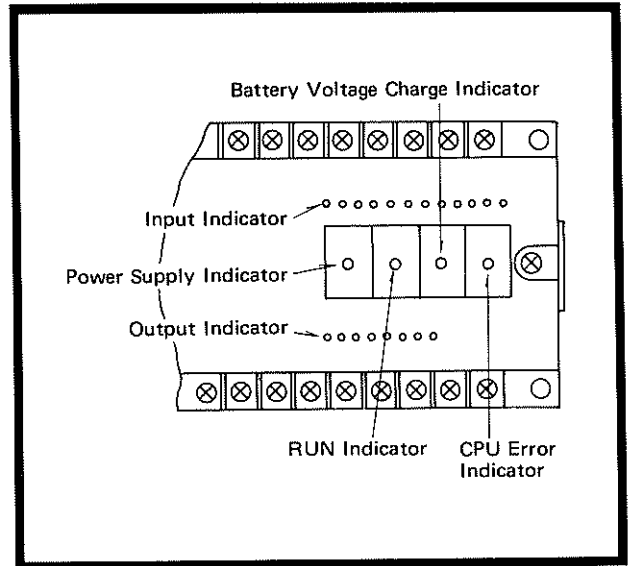 Battery Voltage Charge Indicator
Input Indicator
Power Supply Indicator
Output Indicator
RUN Indicator
CPU Error
Indicator